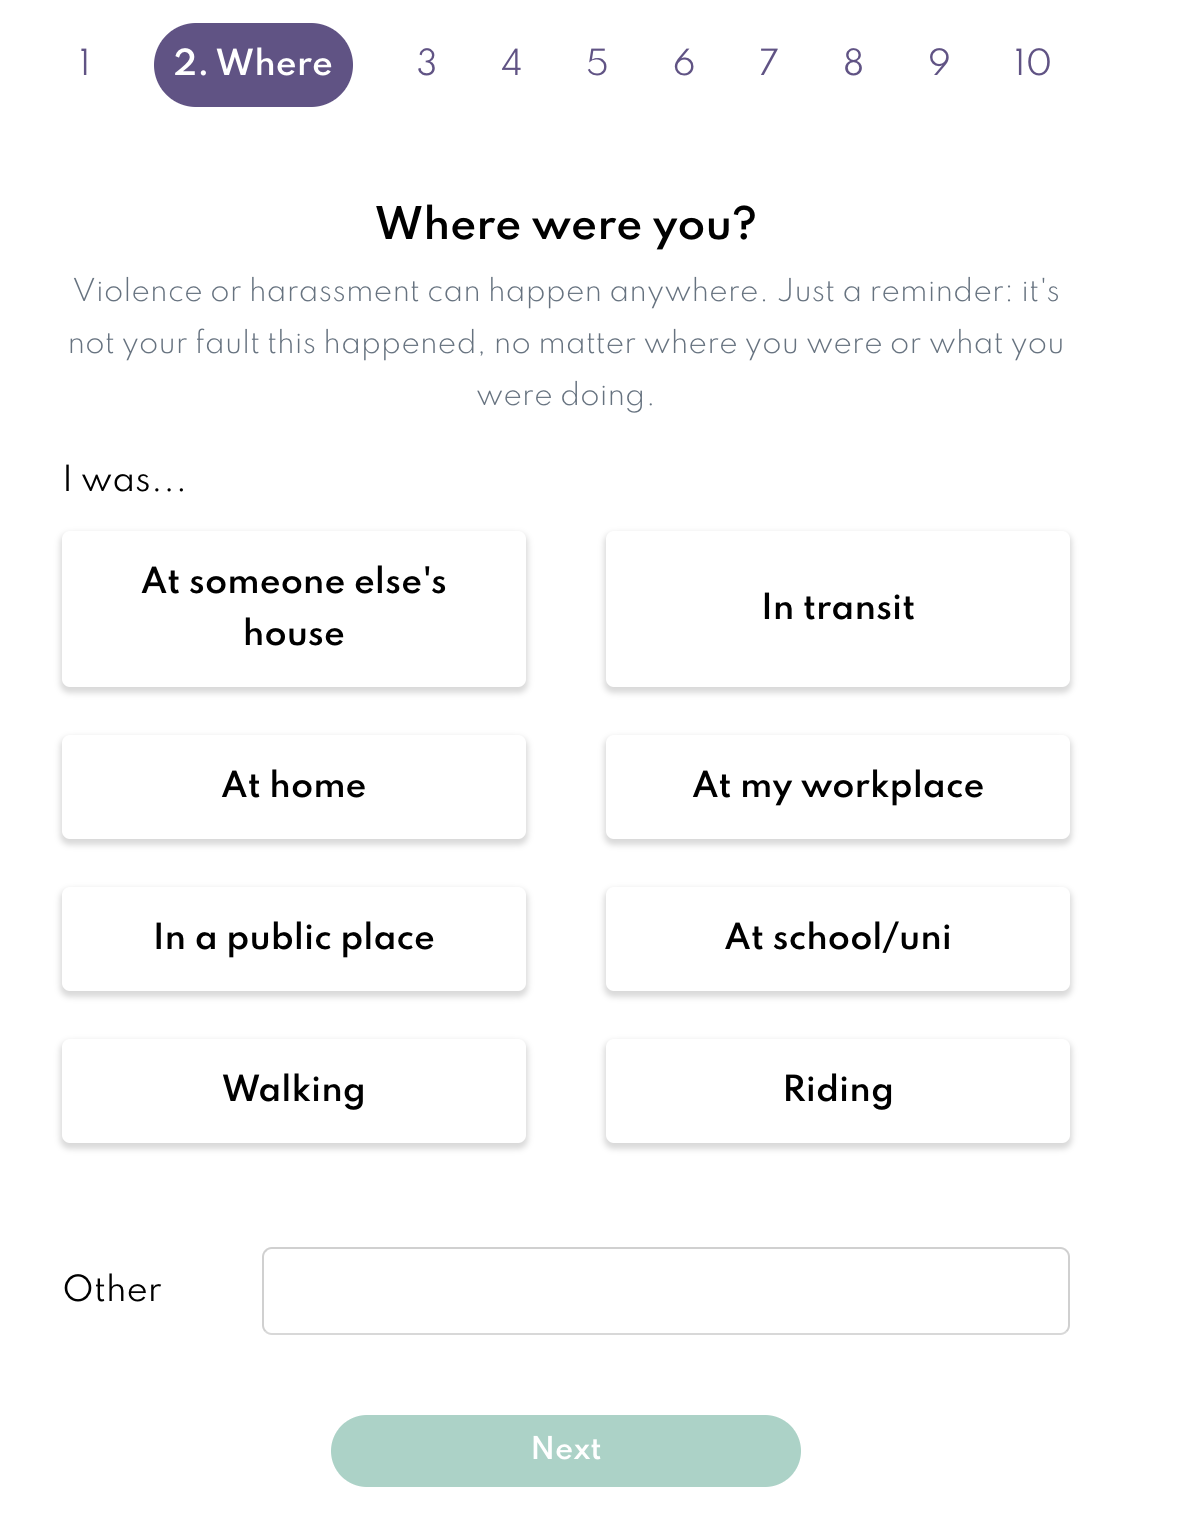 1 2. Where 3 4 5 6 7 8 9 10
Where were you?
Violence or harassment can happen anywhere. Just a reminder: it's
not your fault this happened, no matter where you were or what you
were doing.
I was...
At someone else's
house
In transit
At home
At my workplace
In a public place
At school/uni
Walking
Riding
Other
Next